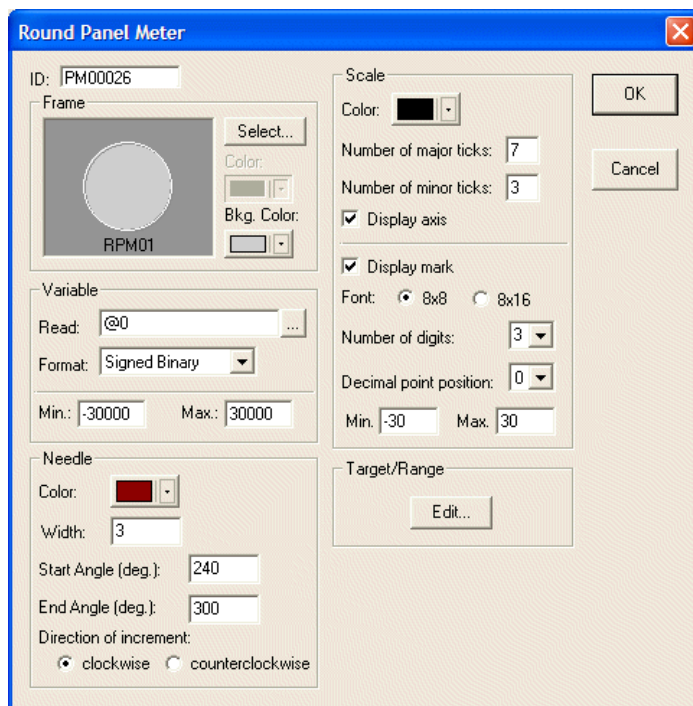 Round Panel Meter
ID: PM00026
Frame
Select...
Color:
Bkg. Color:
RPM01
Variable
Read: @0 ...
Format: Signed Binary
Min.: -30000 Max.: 30000
Needle
Color:
Width: 3
Start Angle (deg.): 240
End Angle (deg.): 300
Direction of increment:
clockwise counterclockwise
Scale
Color:
Number of major ticks: 7
Number of minor ticks: 3
Display axis
Display mark
Font: 8x8 8x16
Number of digits: 3
Decimal point position: 0
Min. -30 Max. 30
Target/Range
Edit...
OK
Cancel